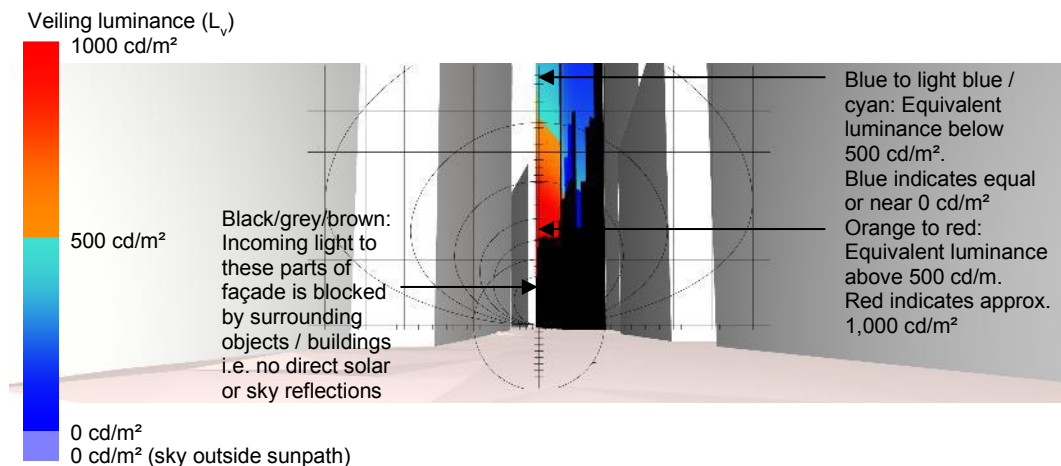 Veiling luminance (Lv)
1000 cd/m²
500 cd/m²
0 cd/m²
0 cd/m² (sky outside sunpath)
Black/grey/brown:
Incoming light to
these parts of
façade is blocked
by surrounding
objects / buildings
i.e. no direct solar
or sky reflections
Blue to light blue /
cyan: Equivalent
luminance below
500 cd/m².
Blue indicates equal
or near 0 cd/m²
Orange to red:
Equivalent luminance
above 500 cd/m.
Red indicates approx.
1,000 cd/m²